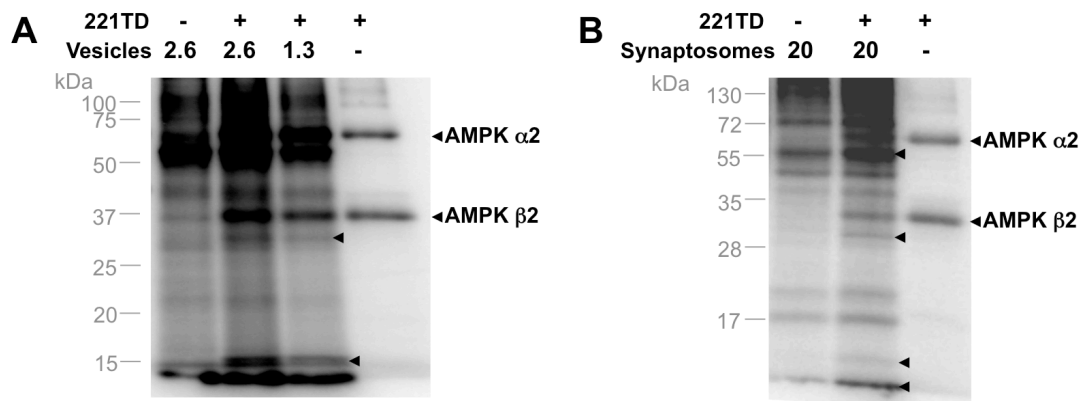 A
221TD - + + +
Vesicles 2.6 2.6 1.3 -
kDa
100
75
50
37
25
20
15
AMPK α2
AMPK β2
B
221TD - + +
Synaptosomes 20 20 -
kDa
130
72
55
35
28
17
AMPK α2
AMPK β2